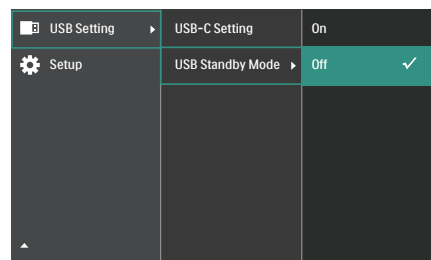 USB Setting
USB-C Setting
On
Setup
USB Standby Mode
Off